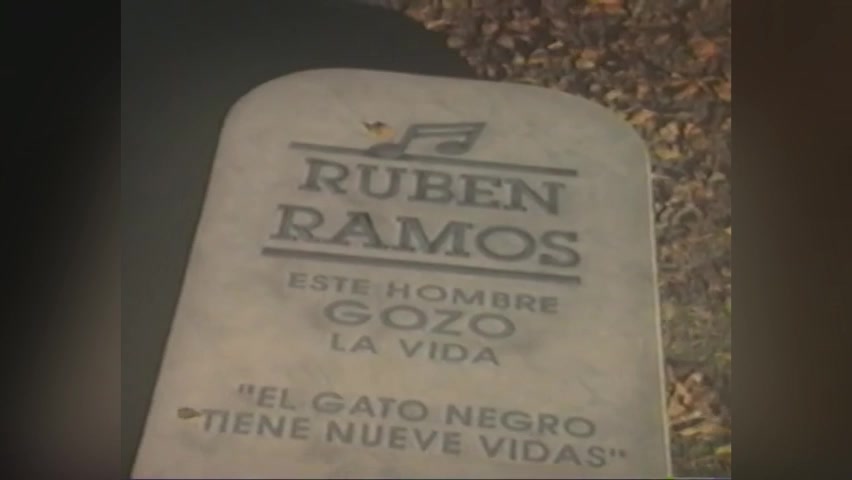 RUBEN
RAMOS
ESTE HOMBRE
GOZO
LA VIDA
"EL GATO NEGRO
TIENE NUEVE VIDAS"